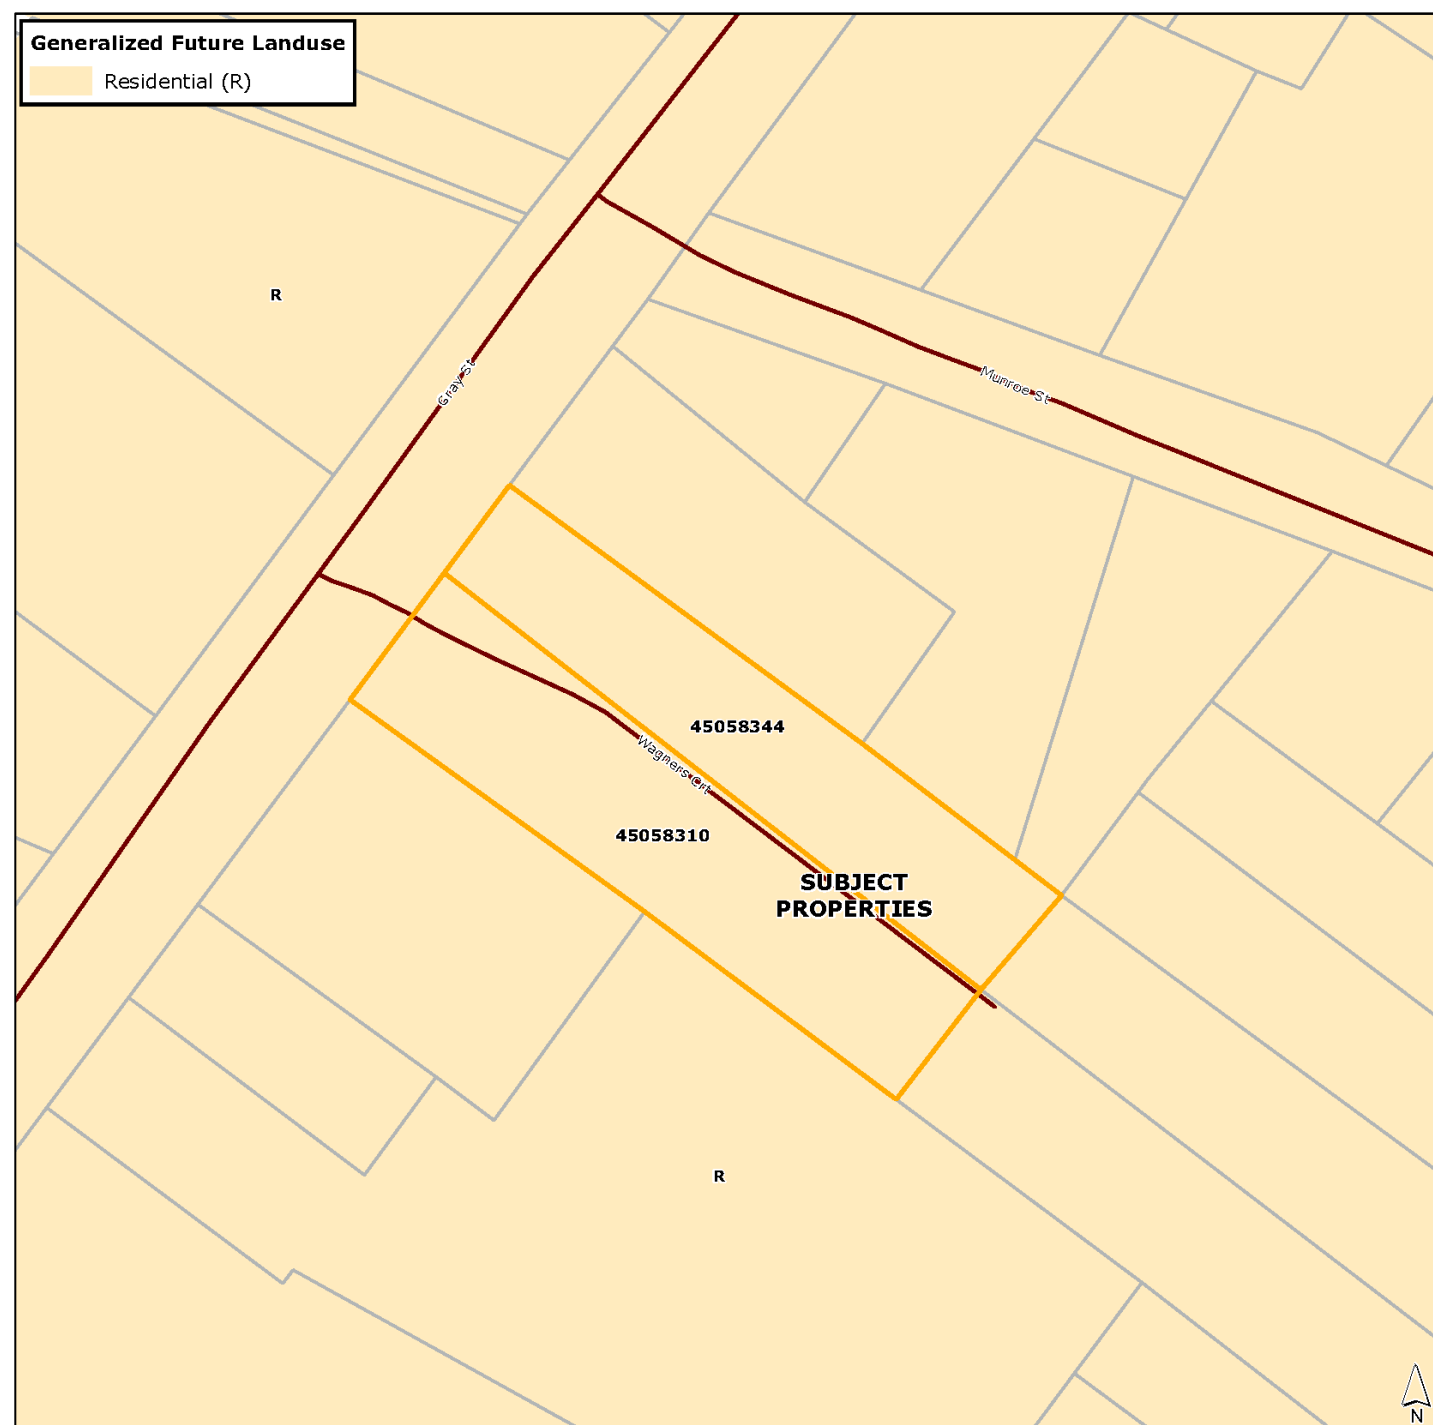 Generalized Future Landuse
Residential (R)
R
Gray St
Munroe St
45058344
Wagners Crt
45058310
SUBJECT
PROPERTIES
R
N